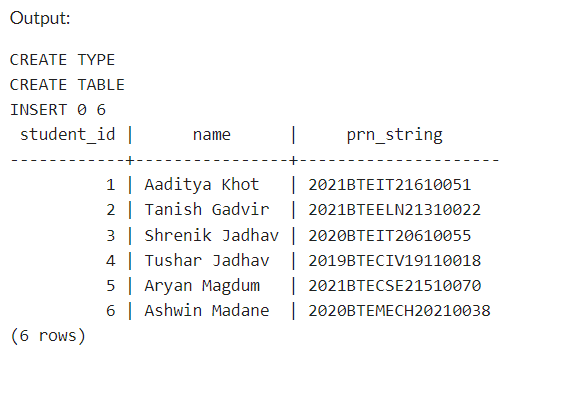 Output:
CREATE TYPE
CREATE TABLE
INSERT 0 6
 student_id |      name      |     prn_string
------------+----------------+---------------------
          1 | Aaditya Khot   | 2021BTEIT21610051
          2 | Tanish Gadvir  | 2021BTEELN21310022
          3 | Shrenik Jadhav | 2020BTEIT20610055
          4 | Tushar Jadhav  | 2019BTECIV19110018
          5 | Aryan Magdum   | 2021BTECSE21510070
          6 | Ashwin Madane  | 2020BTEMECH20210038
(6 rows)